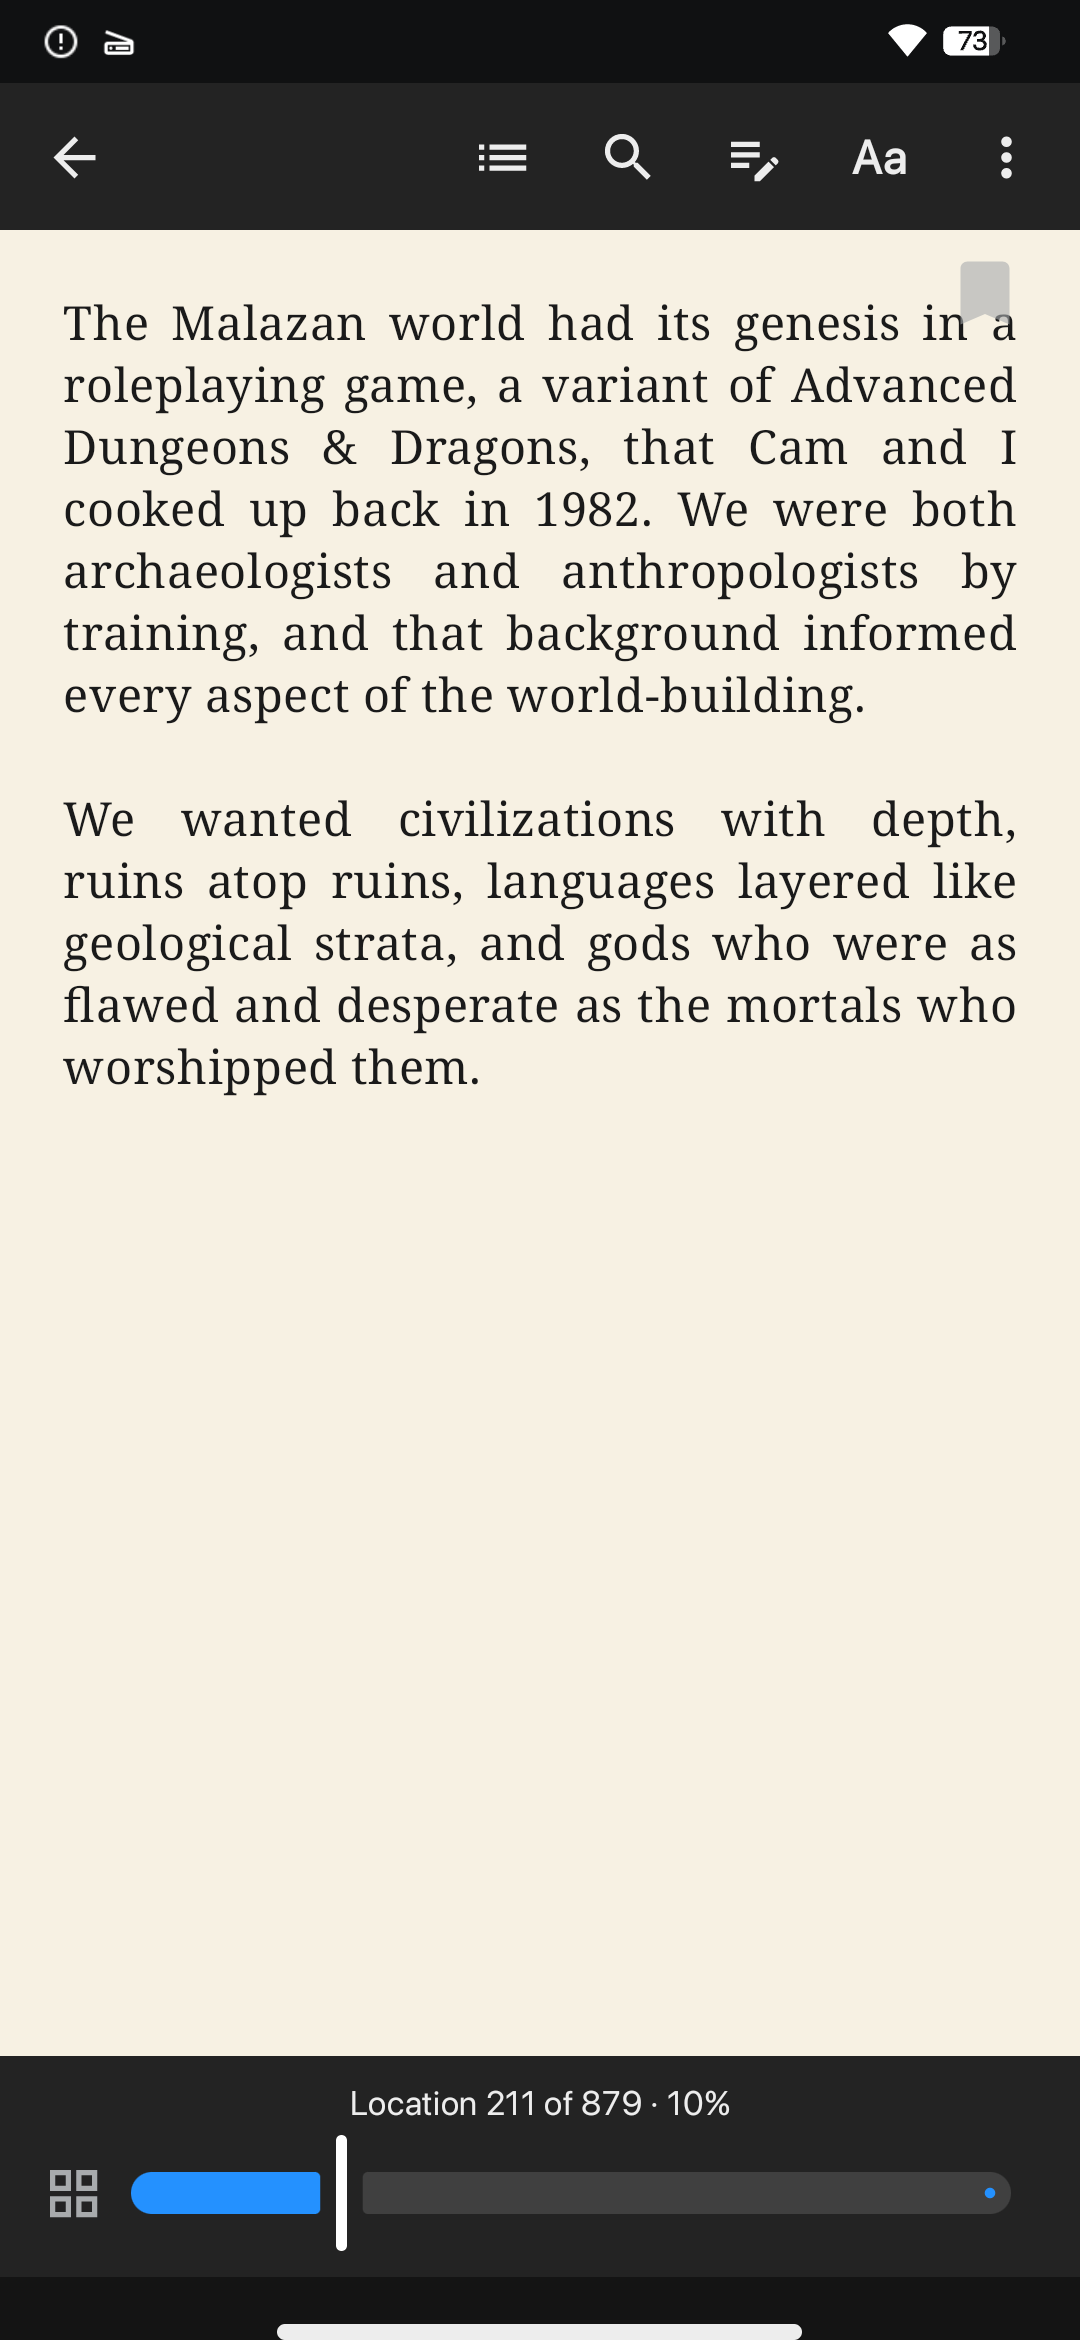 73
Aa
The Malazan world had its genesis in a
roleplaying game, a variant of Advanced
Dungeons & Dragons, that Cam and I
cooked up back in 1982. We were both
archaeologists and anthropologists by
training, and that background informed
every aspect of the world-building.
We wanted civilizations with depth,
ruins atop ruins, languages layered like
geological strata, and gods who were as
flawed and desperate as the mortals who
worshipped them.
Location 211 of 879 · 10%